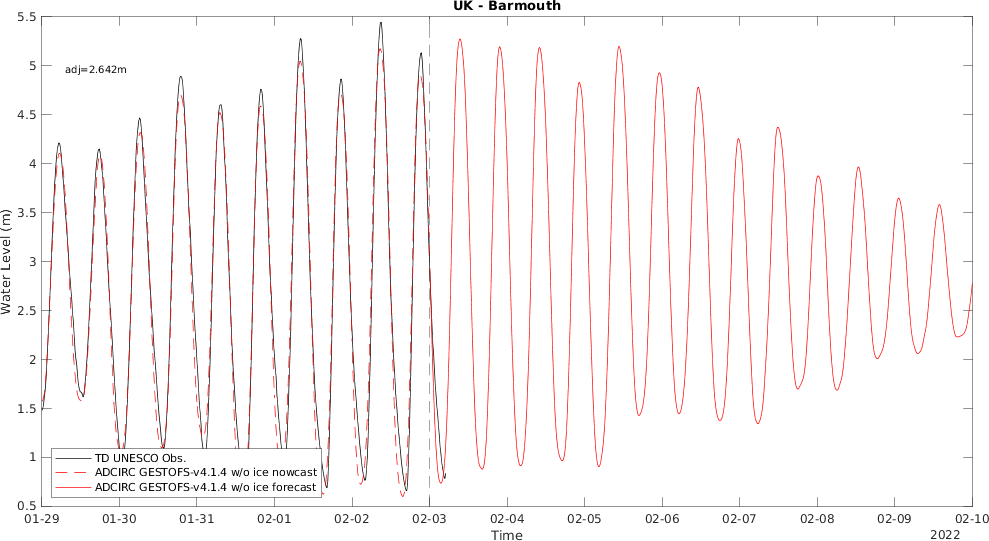 UK - Barmouth
adj=2.642m
Water Level (m)
5.5
5
4.5
4
3.5
3
2.5
2
1.5
1
0.5
TD UNESCO Obs.
ADCIRC GESTOFS-v4.1.4 w/o ice nowcast
ADCIRC GESTOFS-v4.1.4 w/o ice forecast
01-29 01-30 01-31 02-01 02-02 02-03 02-04 02-05 02-06 02-07 02-08 02-09 02-10
Time
2022